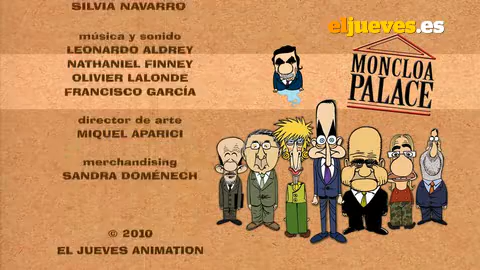 SILVIA NAVARRO
música y sonido
LEONARDO ALDREY
NATHANIEL FINNEY
OLIVIER LALONDE
FRANCISCO GARCÍA
director de arte
MIQUEL APARICI
merchandising
SANDRA DOMÉNECH
© 2010
EL JUEVES ANIMATION
eljueves.es
MONCLOA
PALACE